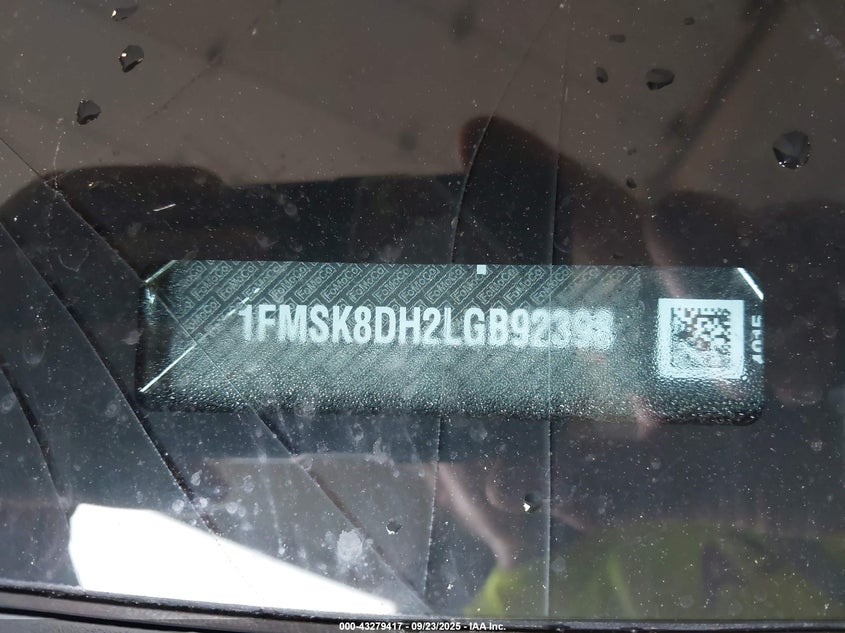 1FMSK8DH2LGB92398
000-43279417 - 09/23/2025 - IAA Inc.